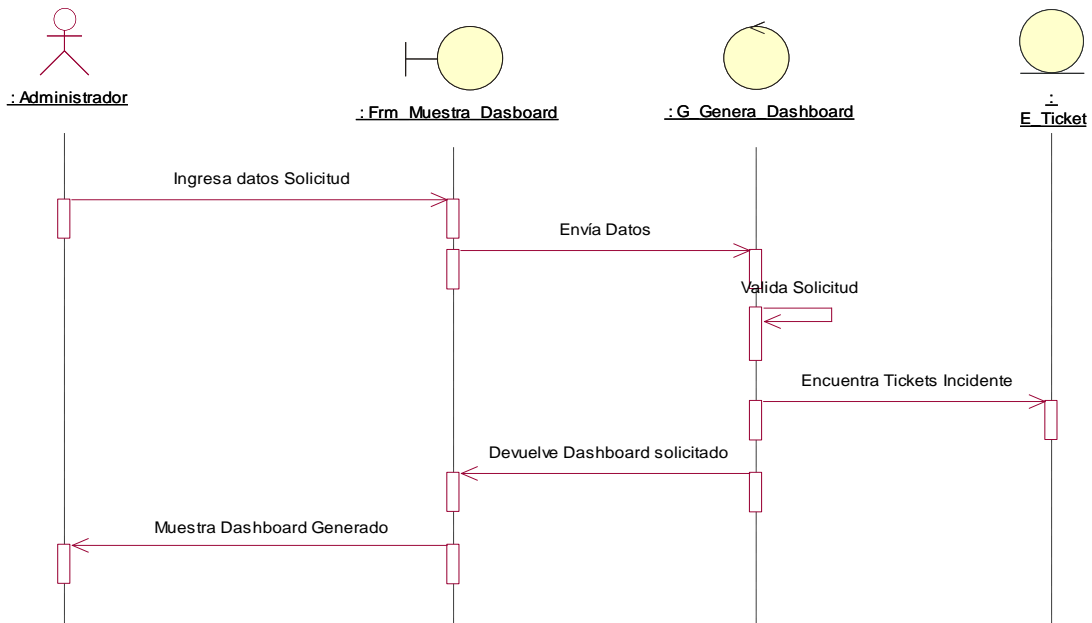 : Administrador
: Frm_Muestra_Dasboard
: G_Genera_Dashboard
:
E_Ticket
Ingresa datos Solicitud
Envía Datos
Valida Solicitud
Encuentra Tickets Incidente
Devuelve Dashboard solicitado
Muestra Dashboard Generado